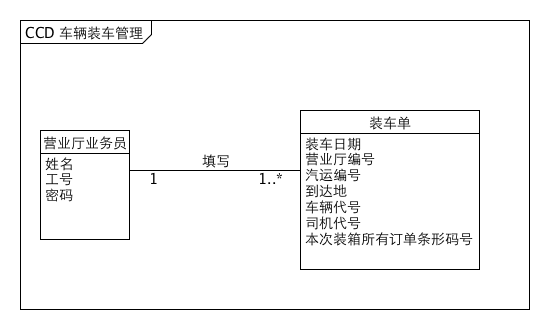 CCD 车辆装车管理
营业厅业务员
姓名
工号
密码
填写
1
1..*
装车单
装车日期
营业厅编号
汽运编号
到达地
车辆代号
司机代号
本次装箱所有订单条形码号